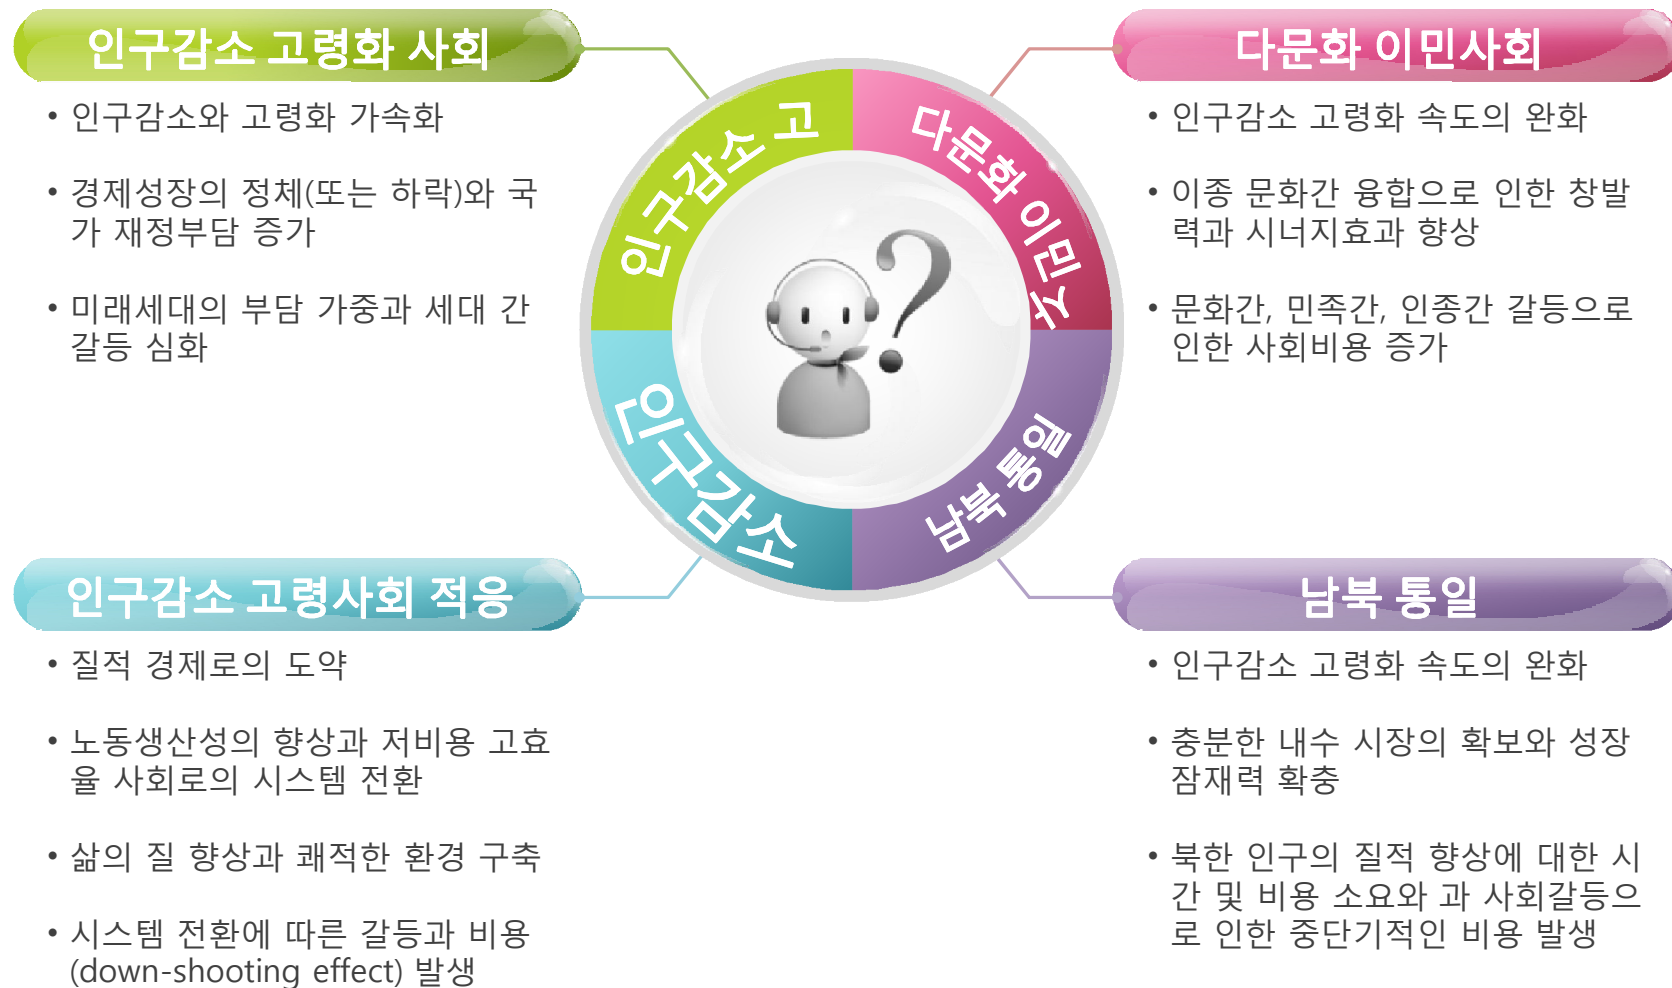 인구감소 고령화 사회
• 인구감소와 고령화 가속화
• 경제성장의 정체(또는 하락)와 국
가 재정부담 증가
• 미래세대의 부담 가중과 세대 간
갈등 심화
다문화 이민사회
• 인구감소 고령화 속도의 완화
• 이종 문화간 융합으로 인한 창발
력과 시너지효과 향상
• 문화간, 민족간, 인종간 갈등으로
인한 사회비용 증가
인구감소 고
다문화 이민사
인구감소
남북 통일
?
인구감소 고령사회 적응
• 질적 경제로의 도약
• 노동생산성의 향상과 저비용 고효
율 사회로의 시스템 전환
• 삶의 질 향상과 쾌적한 환경 구축
• 시스템 전환에 따른 갈등과 비용
(down-shooting effect) 발생
남북 통일
• 인구감소 고령화 속도의 완화
• 충분한 내수 시장의 확보와 성장
잠재력 확충
• 북한 인구의 질적 향상에 대한 시
간 및 비용 소요와 과 사회갈등으
로 인한 중단기적인 비용 발생